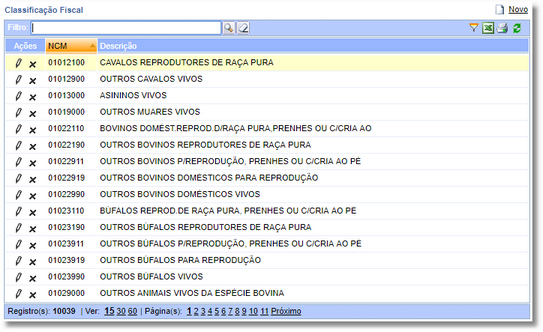 Classificação Fiscal Novo
Filtro:
Ações NCM Descrição
01012100 CAVALOS REPRODUTORES DE RAÇA PURA
01012900 OUTROS CAVALOS VIVOS
01013000 ASININOS VIVOS
01019000 OUTROS MUARES VIVOS
01022110 BOVINOS DOMÉST.REPROD.D/RAÇA PURA,PRENHES OU C/CRIA AO
01022190 OUTROS BOVINOS REPRODUTORES DE RAÇA PURA
01022911 OUTROS BOVINOS P/REPRODUÇÃO, PRENHES OU C/CRIA AO PÉ
01022919 OUTROS BOVINOS DOMÉSTICOS PARA REPRODUÇÃO
01022990 OUTROS BOVINOS DOMÉSTICOS VIVOS
01023110 BÚFALOS REPROD.DE RAÇA PURA, PRENHES OU C/CRIA AO PÉ
01023190 OUTROS BÚFALOS REPRODUTORES DE RAÇA PURA
01023911 OUTROS BÚFALOS P/REPRODUÇÃO, PRENHES OU C/CRIA AO PÉ
01023919 OUTROS BÚFALOS PARA REPRODUÇÃO
01023990 OUTROS BÚFALOS VIVOS
01029000 OUTROS ANIMAIS VIVOS DA ESPÉCIE BOVINA
Registro(s): 10039 | Ver: 15 30 60 | Página(s): 1 2 3 4 5 6 7 8 9 10 11 Próximo